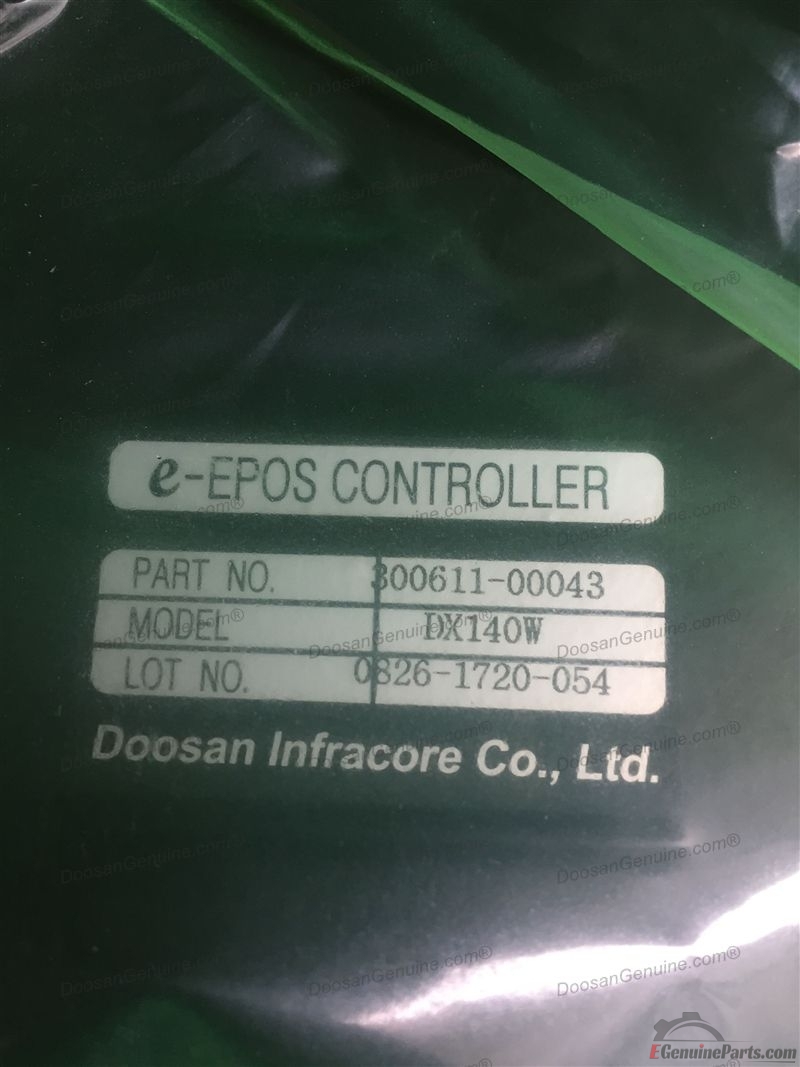 e-EPOS CONTROLLER
PART NO. 300611-00043
MODEL DX140W
LOT NO. 0826-1720-054
Doosan Infracore Co., Ltd.
DoosanGenuine.com®
EGenuineParts.com